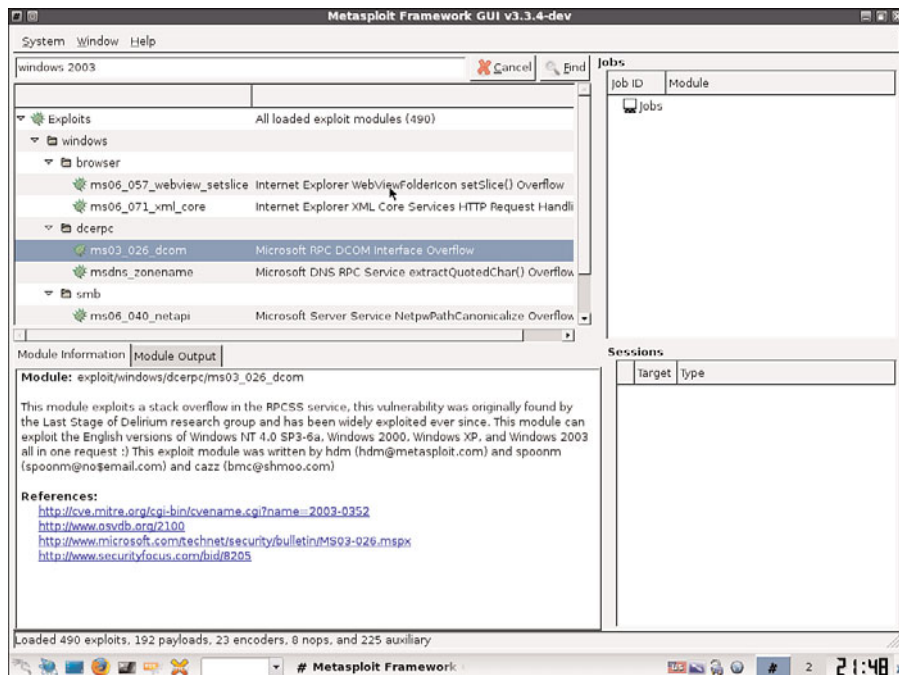 Metasploit Framework GUI v3.3.4-dev
System Window Help
windows 2003
Cancel
Find
Exploits All loaded exploit modules (490)
windows
browser
ms06_057_webview_setslice Internet Explorer WebViewFolderIcon setSlice() Overflow
ms06_071_xml_core Internet Explorer XML Core Services HTTP Request Handli
dcerpc
ms03_026_dcom Microsoft RPC DCOM Interface Overflow
msdns_zonename Microsoft DNS RPC Service extractQuotedChar() Overflow
smb
ms06_040_netapi Microsoft Server Service NetpwPathCanonicalize Overflow
Jobs
Job ID Module
Jobs
Module Information Module Output
Module: exploit/windows/dcerpc/ms03_026_dcom
This module exploits a stack overflow in the RPCSS service, this vulnerability was originally found by
the Last Stage of Delirium research group and has been widely exploited ever since. This module can
exploit the English versions of Windows NT 4.0 SP3-6a, Windows 2000, Windows XP, and Windows 2003
all in one request :) This exploit module was written by hdm (hdm@metasploit.com) and spoonm
(spoonm@no$email.com) and cazz (bmc@shmoo.com)
References:
http://cve.mitre.org/cgi-bin/cvename.cgi?name=2003-0352
http://www.osvdb.org/2100
http://www.microsoft.com/technet/security/bulletin/MS03-026.mspx
http://www.securityfocus.com/bid/8205
Sessions
Target Type
Loaded 490 exploits, 192 payloads, 23 encoders, 8 nops, and 225 auxiliary
# Metasploit Framework
# 2 21:48